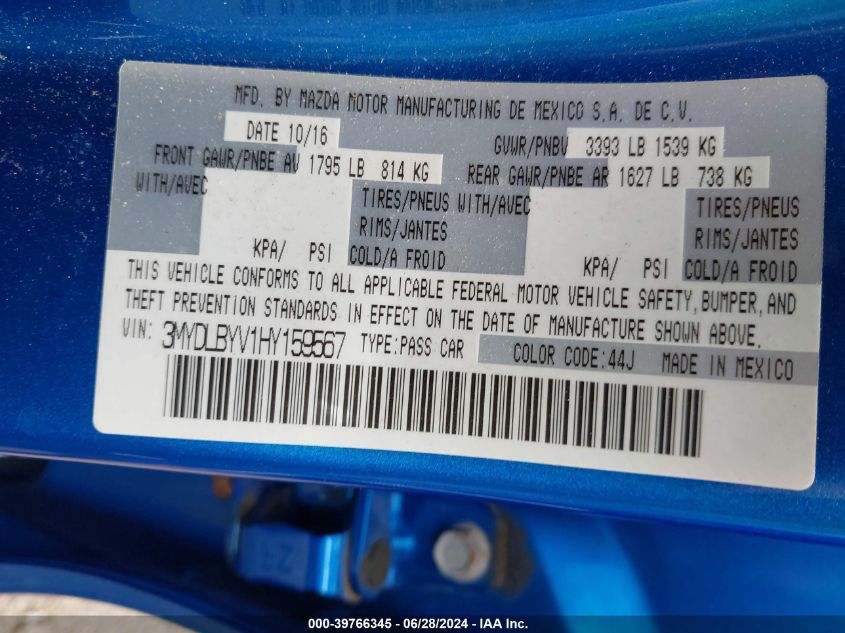 MFD. BY MAZDA MOTOR MANUFACTURING DE MEXICO S.A. DE C.V.
DATE 10/16 GVWR/PNBV 3393 LB 1539 KG
FRONT GAWR/PNBE AV 1795 LB 814 KG REAR GAWR/PNBE AR 1627 LB 738 KG
WITH/AVEC TIRES/PNEUS WITH/AVEC TIRES/PNEUS
RIMS/JANTES RIMS/JANTES
KPA/ PSI COLD/A FROID KPA/ PSI COLD/A FROID
THIS VEHICLE CONFORMS TO ALL APPLICABLE FEDERAL MOTOR VEHICLE SAFETY, BUMPER, AND
THEFT PREVENTION STANDARDS IN EFFECT ON THE DATE OF MANUFACTURE SHOWN ABOVE.
VIN: 3MYDLBYV1HY159567 TYPE:PASS CAR COLOR CODE:44J MADE IN MEXICO
000-39766345 - 06/28/2024 - IAA Inc.